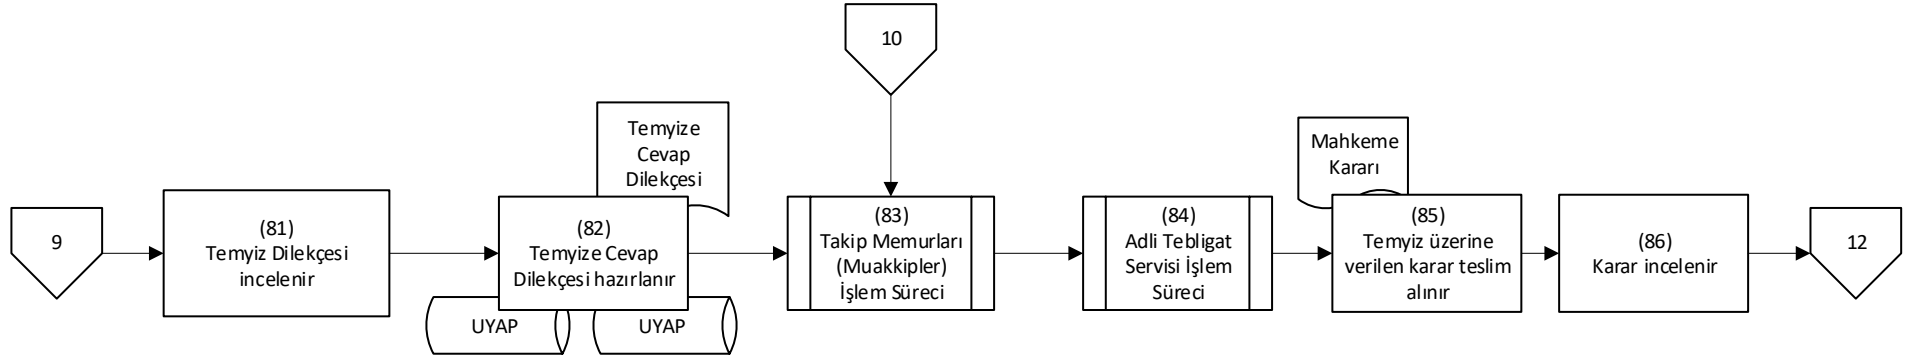 10
9
(81)
Temyiz Dilekçesi
incelenir
Temyize
Cevap
Dilekçesi
(82)
Temyize Cevap
Dilekçesi hazırlanır
UYAP
UYAP
(83)
Takip Memurları
(Muakkipler)
İşlem Süreci
(84)
Adli Tebligat
Servisi İşlem
Süreci
Mahkeme
Kararı
(85)
Temyiz üzerine
verilen karar teslim
alınır
(86)
Karar incelenir
12